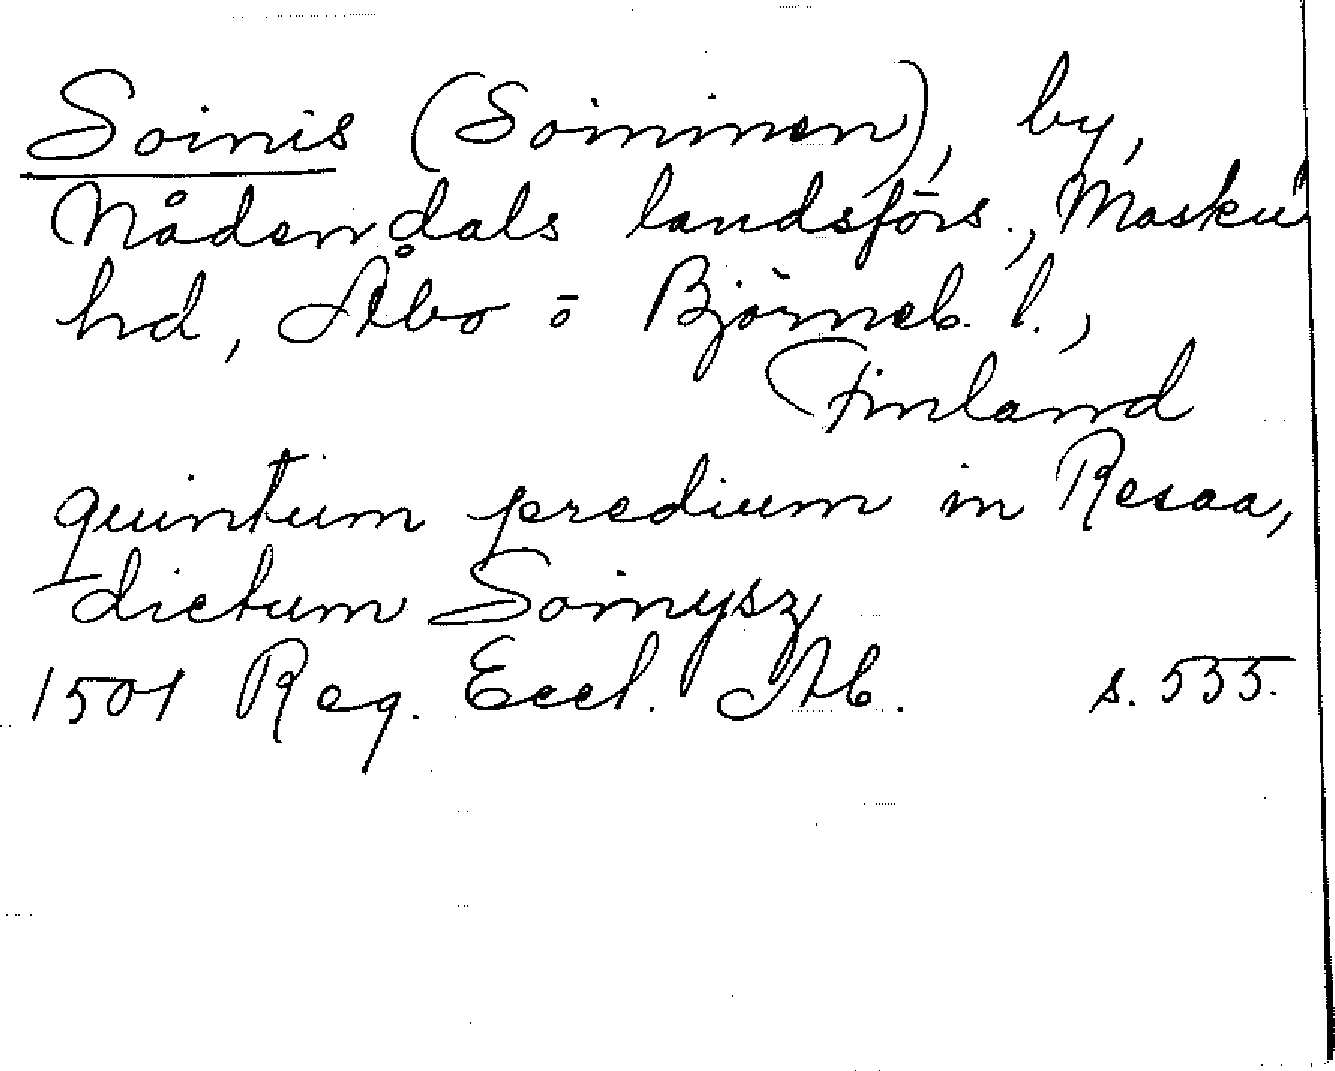 Soinis (Soininen), by,
Nådendals landsförs., Masku
hd, Åbo o Björneb. l.,
Finland
quintum predium in Resaa,
dictum Soinysz
1501 Reg. Eccl. Ab. s. 535.